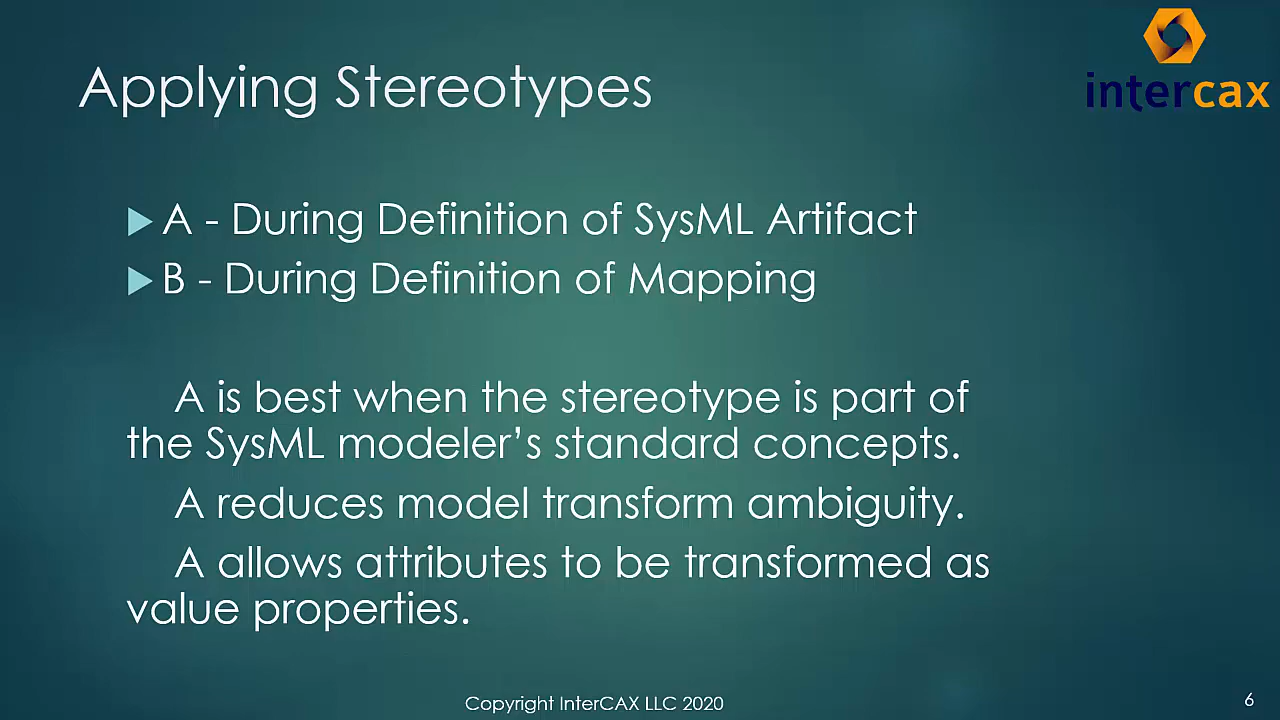 intercax
Applying Stereotypes
A - During Definition of SysML Artifact
B - During Definition of Mapping
A is best when the stereotype is part of
the SysML modeler’s standard concepts.
A reduces model transform ambiguity.
A allows attributes to be transformed as
value properties.
Copyright InterCAX LLC 2020
6